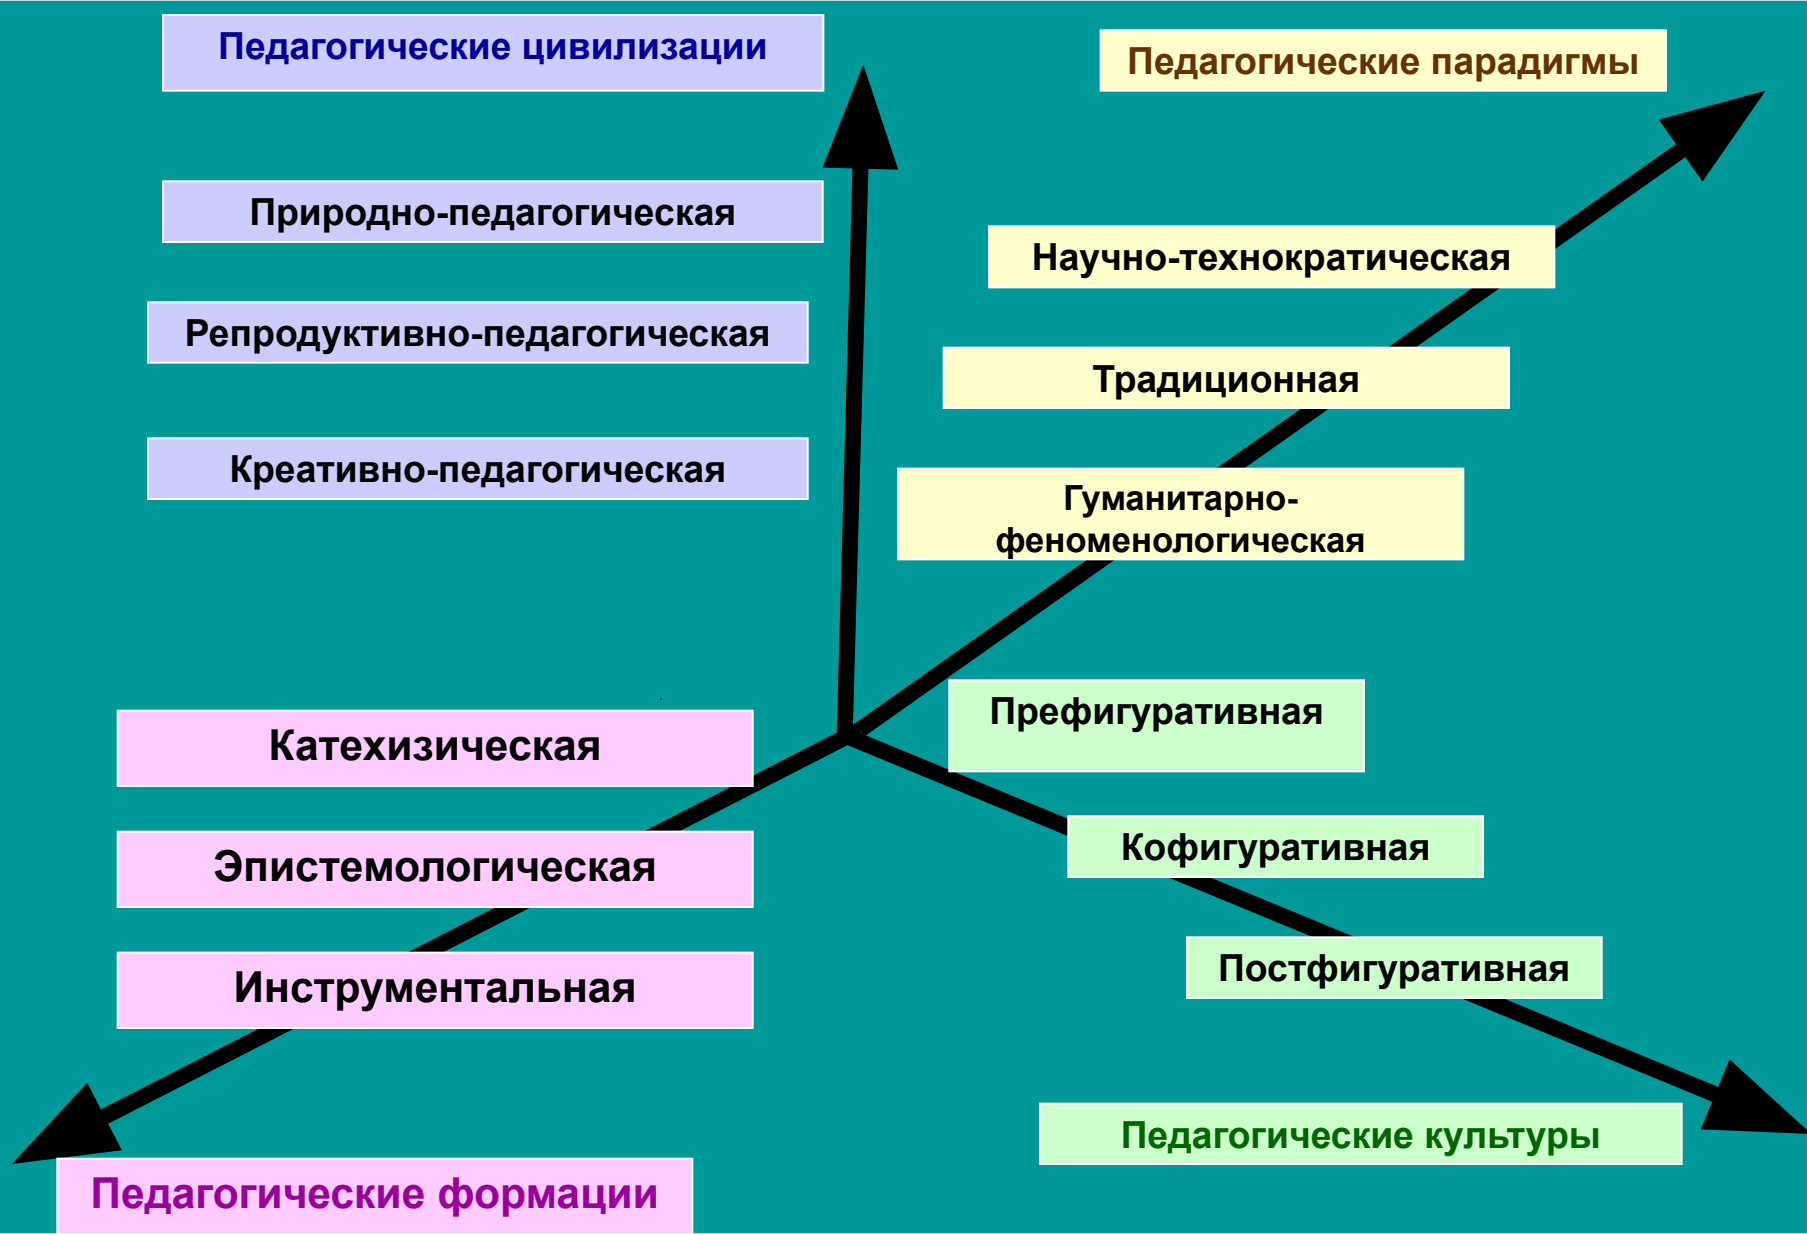 Педагогические цивилизации
Природно-педагогическая
Репродуктивно-педагогическая
Креативно-педагогическая
Педагогические парадигмы
Научно-технократическая
Традиционная
Гуманитарно-
феноменологическая
Катехизическая
Эпистемологическая
Инструментальная
Педагогические формации
Префигуративная
Кофигуративная
Постфигуративная
Педагогические культуры